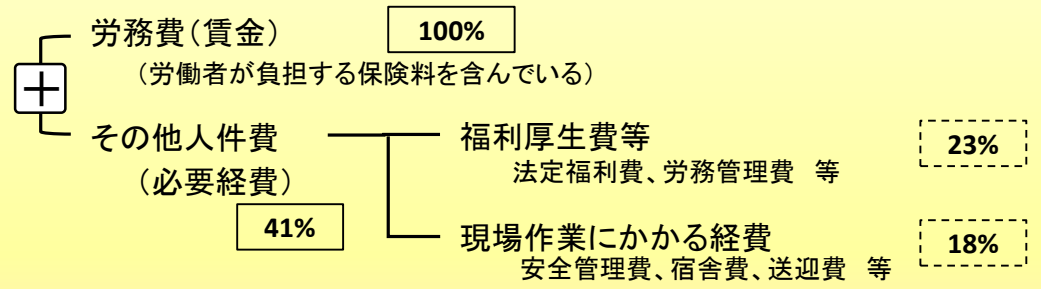 労務費（賃金） 100%
（労働者が負担する保険料を含んでいる）
＋
その他人件費 福利厚生費等 23%
（必要経費） 法定福利費、労務管理費　等
41%
現場作業にかかる経費 18%
安全管理費、宿舎費、送迎費　等